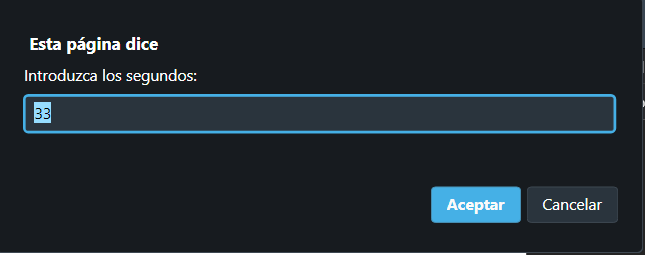 Esta página dice
Introduzca los segundos:
33
Aceptar
Cancelar